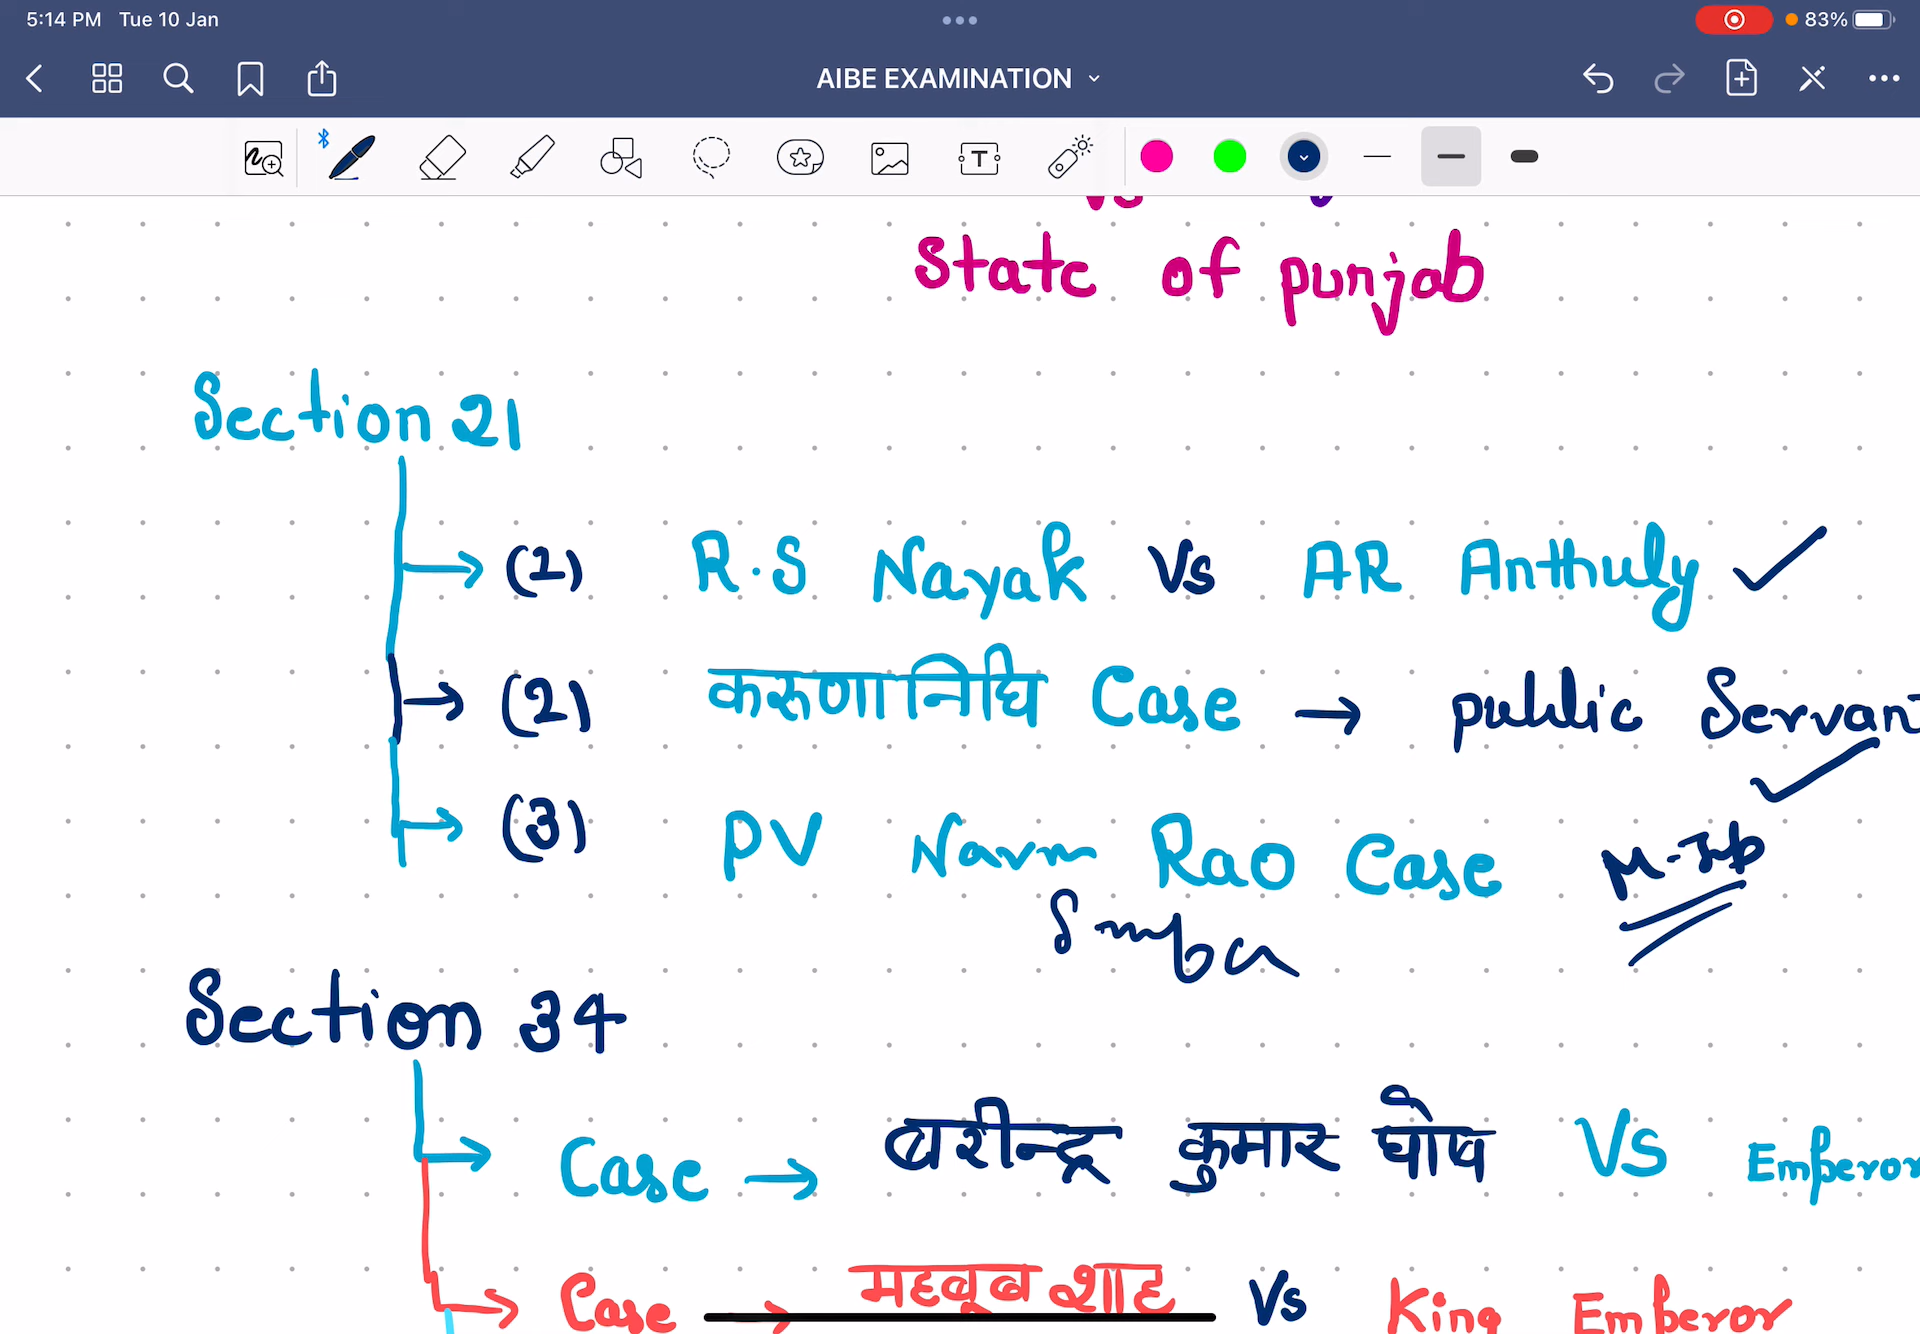 5:14 PM Tue 10 Jan
83%
AIBE EXAMINATION
T
State of punjab
Section 21
(1) R.S Nayak Vs AR Anthuly
(2) करुणानिधि Case → public Servan
(3) PV Rao Case
Section 34
Case → बरीन्द्र कुमार घोष VS Emperor
Case → महबूब शाह Vs King Emperor